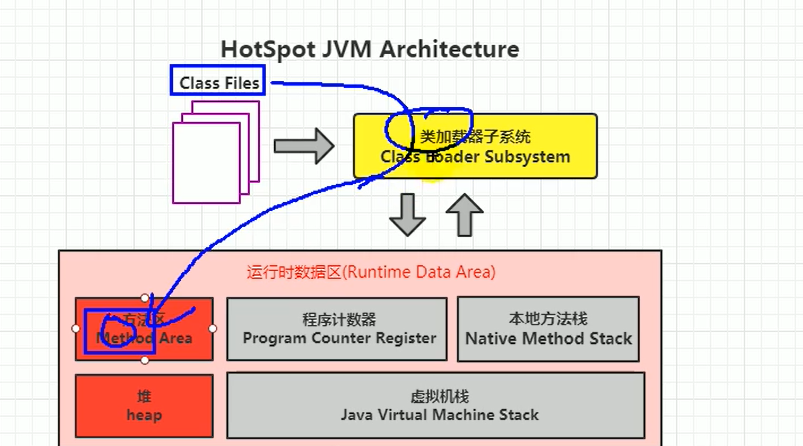 HotSpot JVM Architecture
Class Files
类加载器子系统
Class Loader Subsystem
运行时数据区(Runtime Data Area)
方法区
Method Area
程序计数器
Program Counter Register
本地方法栈
Native Method Stack
堆
heap
虚拟机栈
Java Virtual Machine Stack